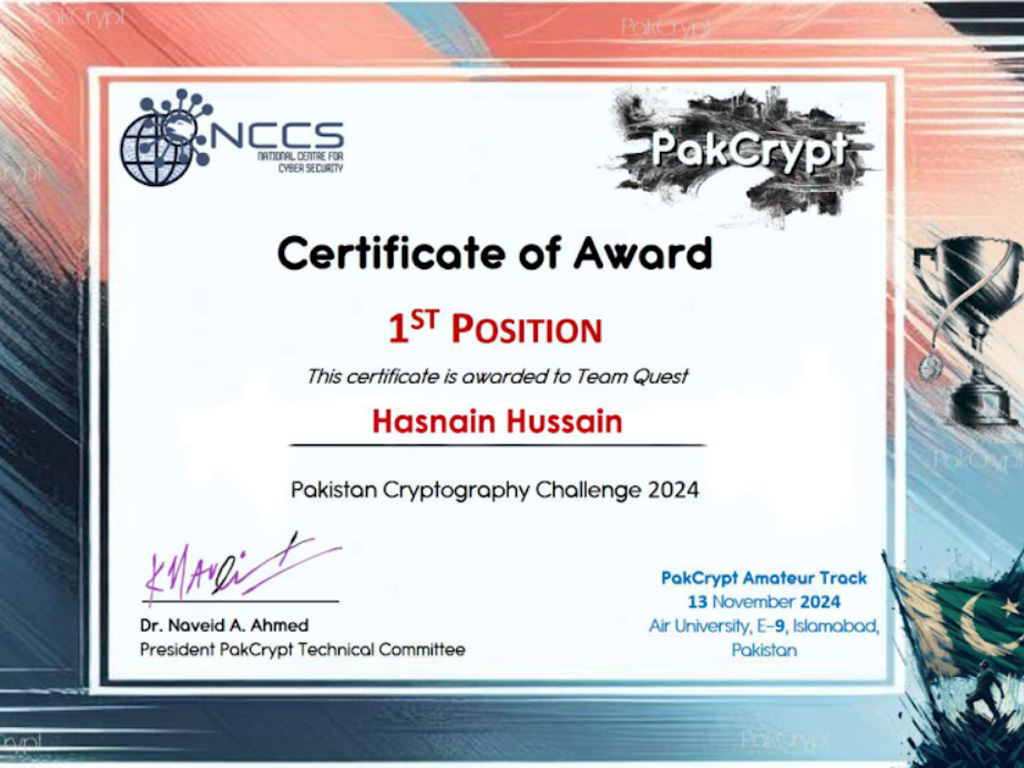 PakCrypt
PakCrypt
NCCS
NATIONAL CENTRE FOR
CYBER SECURITY
PakCrypt
Certificate of Award
1ST POSITION
This certificate is awarded to Team Quest
Hasnain Hussain
PakCrypt
Pakistan Cryptography Challenge 2024
Dr. Naveid A. Ahmed
President PakCrypt Technical Committee
PakCrypt Amateur Track
13 November 2024
Air University, E-9, Islamabad,
Pakistan
PakCrypt